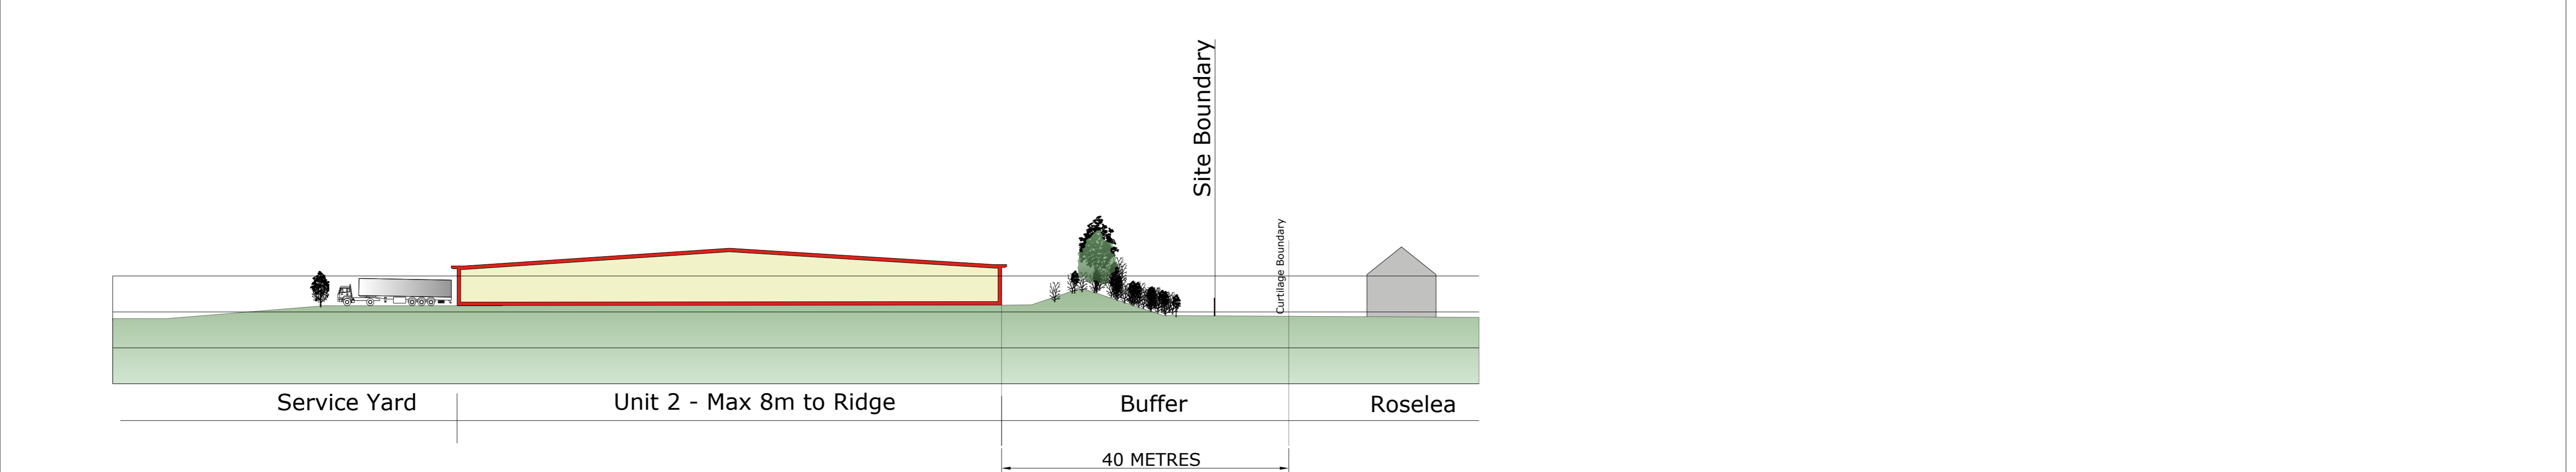 Site Boundary
Curtilage Boundary
Service Yard
Unit 2 - Max 8m to Ridge
Buffer
Roselea
40 METRES